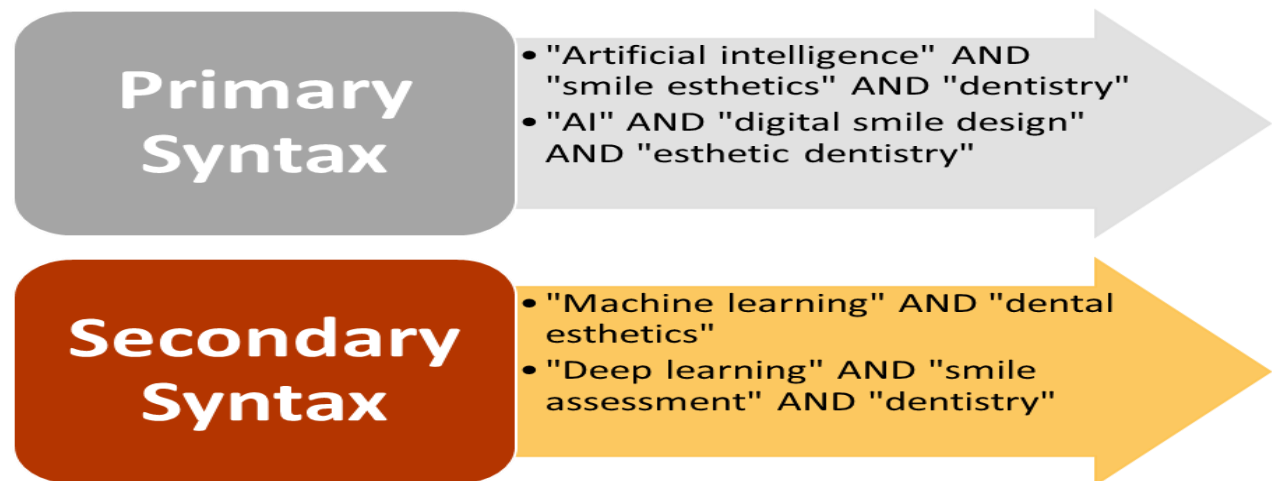 Primary
Syntax
• "Artificial intelligence" AND
"smile esthetics" AND "dentistry"
• "AI" AND "digital smile design"
AND "esthetic dentistry"
Secondary
Syntax
• "Machine learning" AND "dental
esthetics"
• "Deep learning" AND "smile
assessment" AND "dentistry"